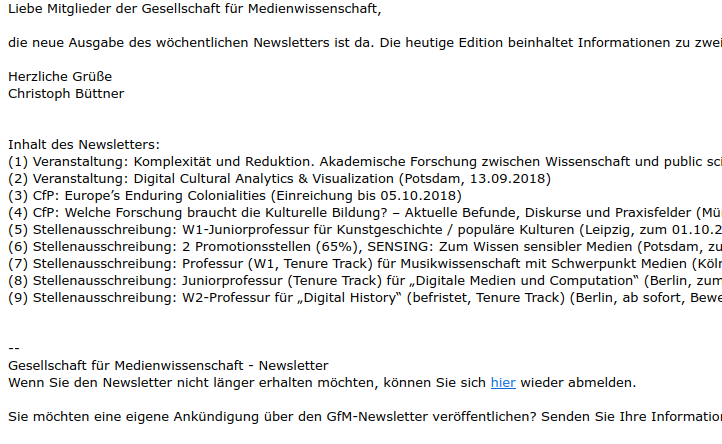 Liebe Mitglieder der Gesellschaft für Medienwissenschaft,
die neue Ausgabe des wöchentlichen Newsletters ist da. Die heutige Edition beinhaltet Informationen zu zwei
Herzliche Grüße
Christoph Büttner
Inhalt des Newsletters:
(1) Veranstaltung: Komplexität und Reduktion. Akademische Forschung zwischen Wissenschaft und public sci
(2) Veranstaltung: Digital Cultural Analytics & Visualization (Potsdam, 13.09.2018)
(3) CfP: Europe’s Enduring Colonialities (Einreichung bis 05.10.2018)
(4) CfP: Welche Forschung braucht die Kulturelle Bildung? – Aktuelle Befunde, Diskurse und Praxisfelder (Mü
(5) Stellenausschreibung: W1-Juniorprofessur für Kunstgeschichte / populäre Kulturen (Leipzig, zum 01.10.2
(6) Stellenausschreibung: 2 Promotionsstellen (65%), SENSING: Zum Wissen sensibler Medien (Potsdam, zu
(7) Stellenausschreibung: Professur (W1, Tenure Track) für Musikwissenschaft mit Schwerpunkt Medien (Köln
(8) Stellenausschreibung: Juniorprofessur (Tenure Track) für „Digitale Medien und Computation“ (Berlin, zum
(9) Stellenausschreibung: W2-Professur für „Digital History“ (befristet, Tenure Track) (Berlin, ab sofort, Bewe
--
Gesellschaft für Medienwissenschaft - Newsletter
Wenn Sie den Newsletter nicht länger erhalten möchten, können Sie sich hier wieder abmelden.
Sie möchten eine eigene Ankündigung über den GfM-Newsletter veröffentlichen? Senden Sie Ihre Information